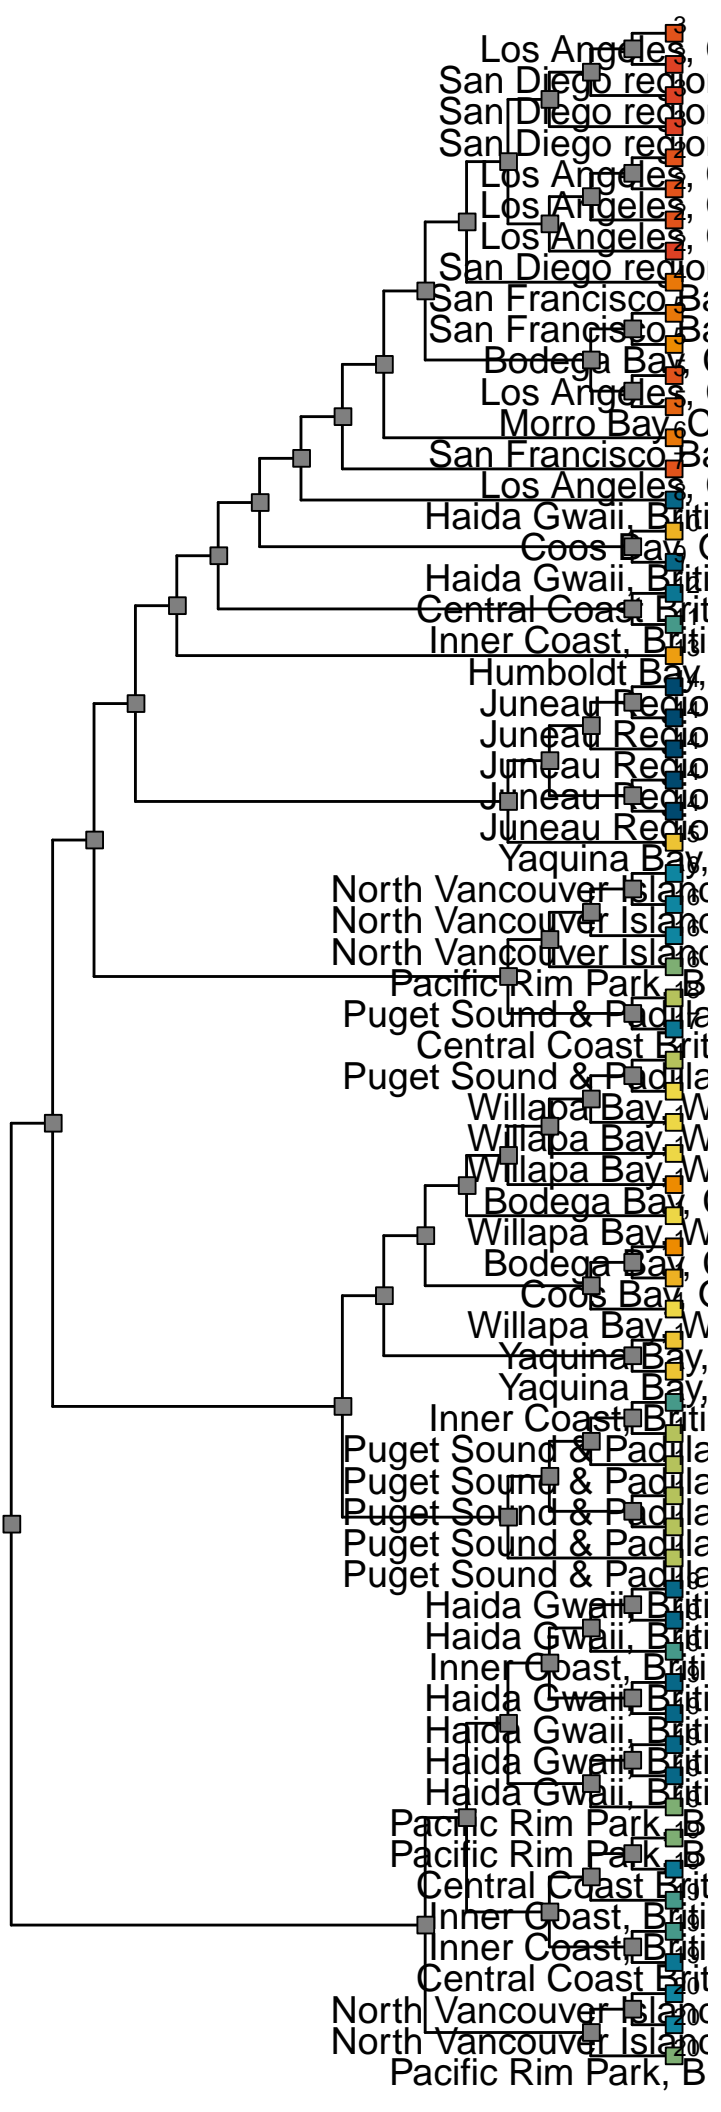 Los Angeles,
San Diego regio
San Diego regio
San Diego regio
Los Angeles,
Los Angeles,
Los Angeles,
San Diego regio
San Francisco Ba
San Francisco Ba
Bodega Bay,
Los Angeles,
Morro Bay, C
San Francisco Ba
Los Angeles,
Haida Gwaii, Briti
Coos Bay,
Haida Gwaii, Briti
Central Coast Brit
Inner Coast, Briti
Humboldt Bay,
Juneau Regio
Juneau Regio
Juneau Regio
Juneau Regio
Juneau Regio
Yaquina Bay,
North Vancouver Island
North Vancouver Island
North Vancouver Island
Pacific Rim Park, B
Puget Sound & Padilla
Central Coast Brit
Puget Sound & Padilla
Willapa Bay, W
Willapa Bay, W
Willapa Bay, W
Bodega Bay,
Willapa Bay, W
Bodega Bay,
Coos Bay,
Willapa Bay, W
Yaquina Bay,
Yaquina Bay,
Inner Coast, Briti
Puget Sound & Padilla
Puget Sound & Padilla
Puget Sound & Padilla
Puget Sound & Padilla
Puget Sound & Padilla
Haida Gwaii, Briti
Haida Gwaii, Briti
Inner Coast, Briti
Haida Gwaii, Briti
Haida Gwaii, Briti
Haida Gwaii, Briti
Haida Gwaii, Briti
Pacific Rim Park, B
Pacific Rim Park, B
Central Coast Brit
Inner Coast, Briti
Inner Coast, Briti
Central Coast Brit
North Vancouver Island
North Vancouver Island
Pacific Rim Park, B